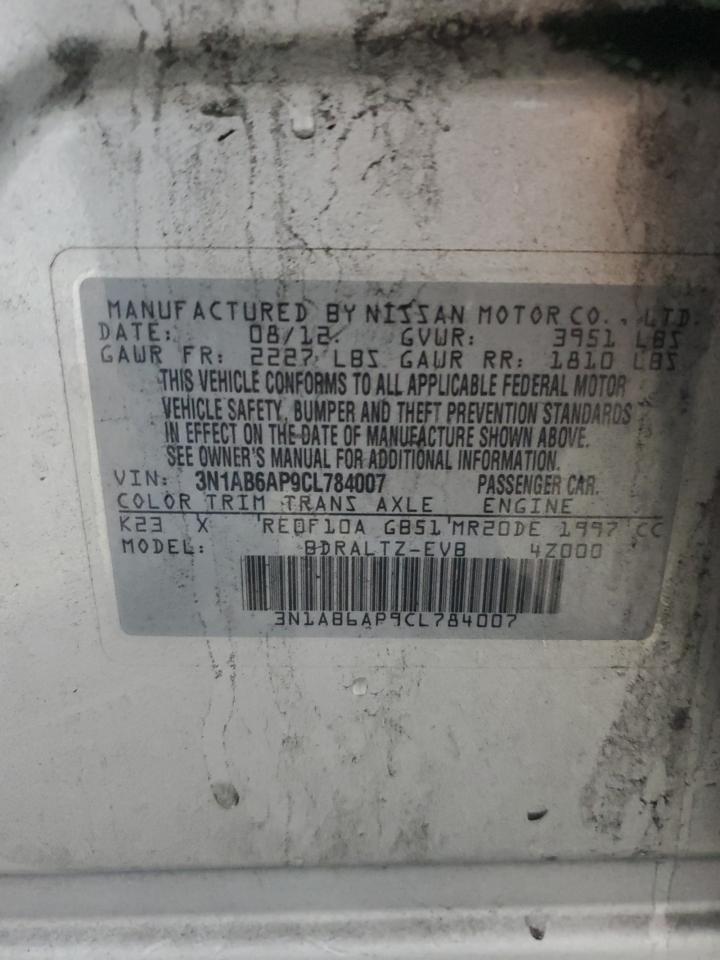 MANUFACTURED BY NISSAN MOTOR CO., LTD.
DATE: 08/12 GVWR: 3951 LBS
GAWR FR: 2227 LBS GAWR RR: 1810 LBS
THIS VEHICLE CONFORMS TO ALL APPLICABLE FEDERAL MOTOR
VEHICLE SAFETY, BUMPER AND THEFT PREVENTION STANDARDS
IN EFFECT ON THE DATE OF MANUFACTURE SHOWN ABOVE.
SEE OWNER'S MANUAL FOR ADDITIONAL INFORMATION.
VIN: 3N1AB6AP9CL784007 PASSENGER CAR.
COLOR TRIM TRANS AXLE ENGINE
K23 X RE0F10A GB51 MR20DE 1997 CC
MODEL: BDRALTZ-EVB 4Z000
3N1AB6AP9CL784007